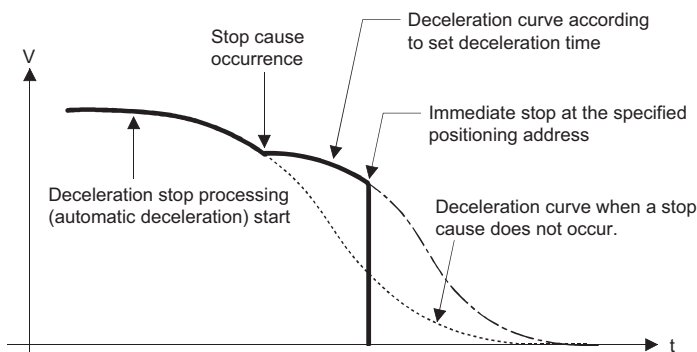 Deceleration curve according
to set deceleration time
Stop cause
occurrence
V
Immediate stop at the specified
positioning address
Deceleration stop processing
(automatic deceleration) start
Deceleration curve when a stop
cause does not occur.
t